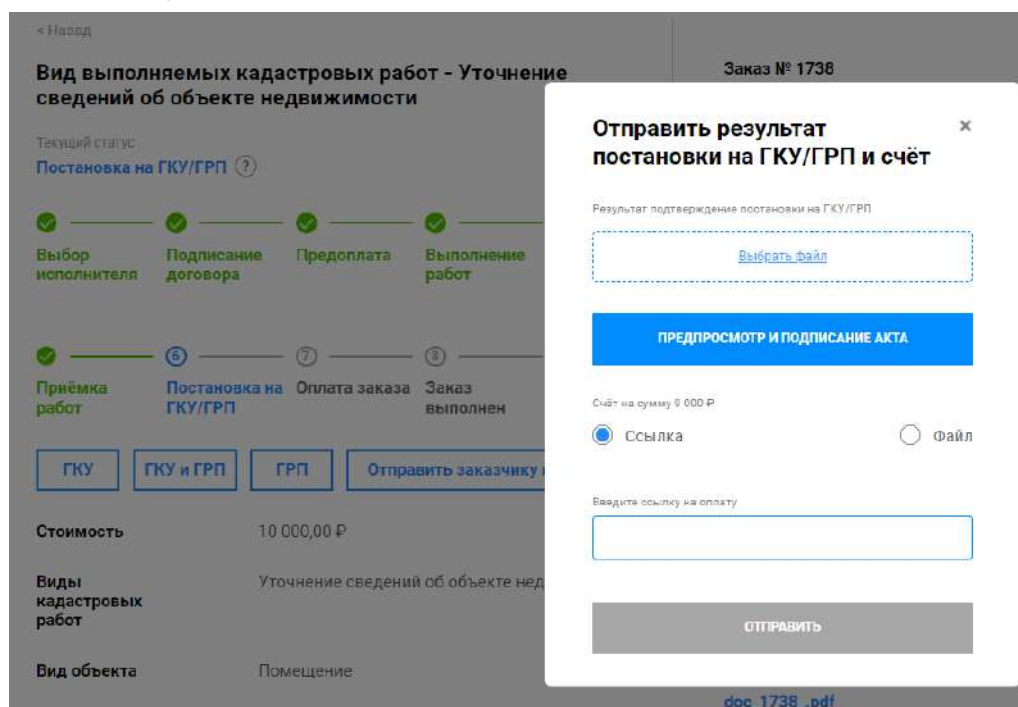 < Назад
Вид выполняемых кадастровых работ - Уточнение
сведений об объекте недвижимости
Текущий статус
Постановка на ГКУ/ГРП ?
Выбор
исполнителя
Подписание
договора
Предоплата
Выполнение
работ
Приёмка
работ
6
Постановка на
ГКУ/ГРП
7
Оплата заказа
8
Заказ
выполнен
ГКУ
ГКУ и ГРП
ГРП
Отправить заказчику
Стоимость
10 000,00 ₽
Виды
кадастровых
работ
Уточнение сведений об объекте нед
Вид объекта
Помещение
Заказ № 1738
Отправить результат
постановки на ГКУ/ГРП и счёт
×
Результат подтверждение постановки на ГКУ/ГРП
Выбрать файл
ПРЕДПРОСМОТР И ПОДПИСАНИЕ АКТА
Счёт на сумму 9 000 ₽
Ссылка
Файл
Введите ссылку на оплату
ОТПРАВИТЬ
doc_1738_.pdf